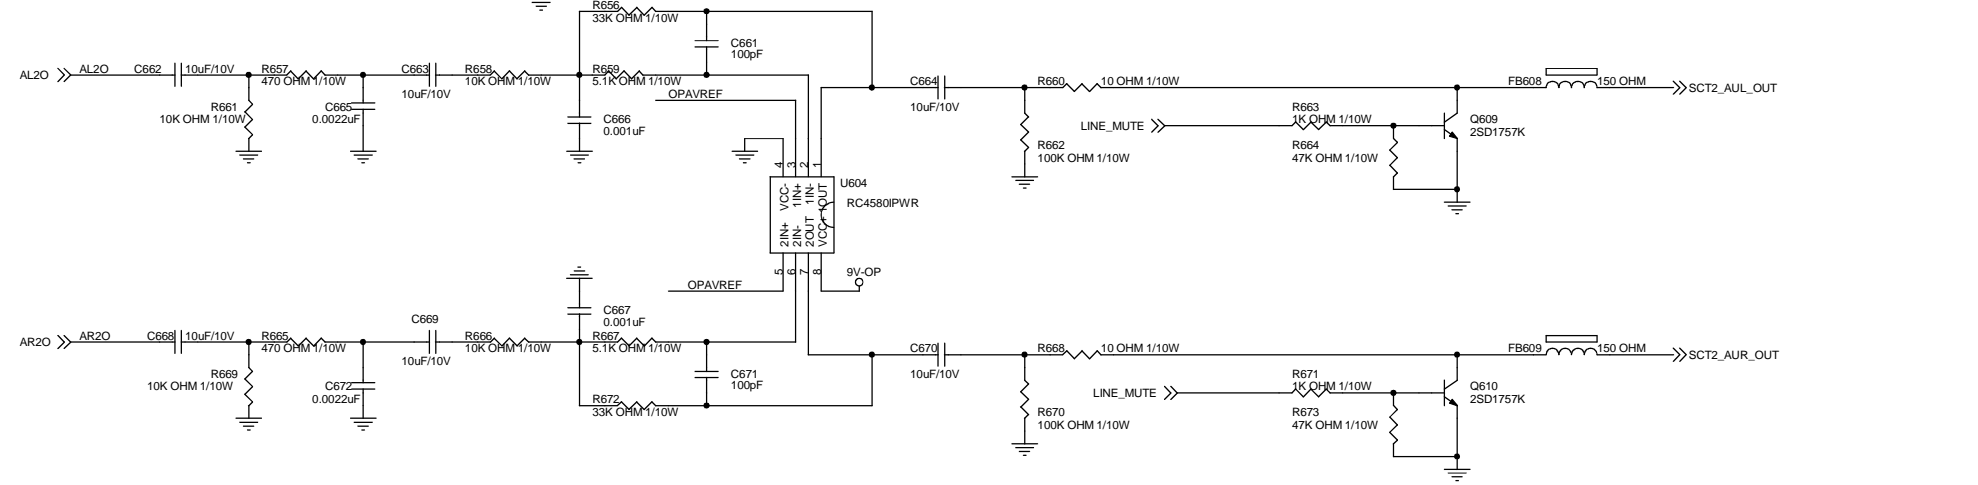 R656
33K OHM 1/10W
C661
100pF
AL2O
AL2O
C662
10uF/10V
R657
470 OHM 1/10W
C663
10uF/10V
R658
10K OHM 1/10W
R659
5.1K OHM 1/10W
C664
10uF/10V
R660
10 OHM 1/10W
FB608
150 OHM
SCT2_AUL_OUT
R661
10K OHM 1/10W
C665
0.0022uF
OPAVREF
C666
0.001uF
LINE_MUTE
R663
1K OHM 1/10W
Q609
2SD1757K
R662
100K OHM 1/10W
R664
47K OHM 1/10W
4
3
2
1
U604
RC4580IPWR
VCC-
1IN+
1IN-
1OUT
2IN+
2IN-
2OUT
VCC+
5
6
7
8
9V-OP
OPAVREF
C667
0.001uF
AR2O
AR2O
C668
10uF/10V
R665
470 OHM 1/10W
C669
10uF/10V
R666
10K OHM 1/10W
R667
5.1K OHM 1/10W
C670
10uF/10V
R668
10 OHM 1/10W
FB609
150 OHM
SCT2_AUR_OUT
R669
10K OHM 1/10W
C672
0.0022uF
C671
100pF
R672
33K OHM 1/10W
LINE_MUTE
R671
1K OHM 1/10W
Q610
2SD1757K
R670
100K OHM 1/10W
R673
47K OHM 1/10W